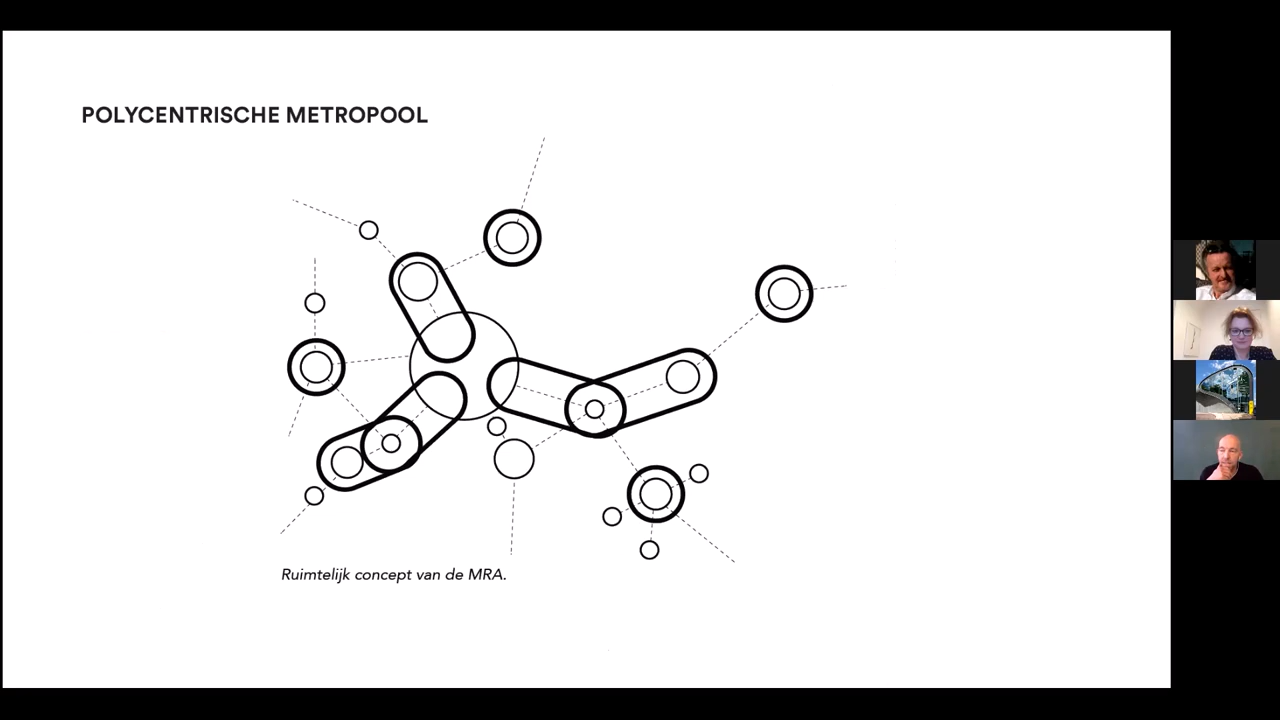 POLYCENTRISCHE METROPOOL
Ruimtelijk concept van de MRA.